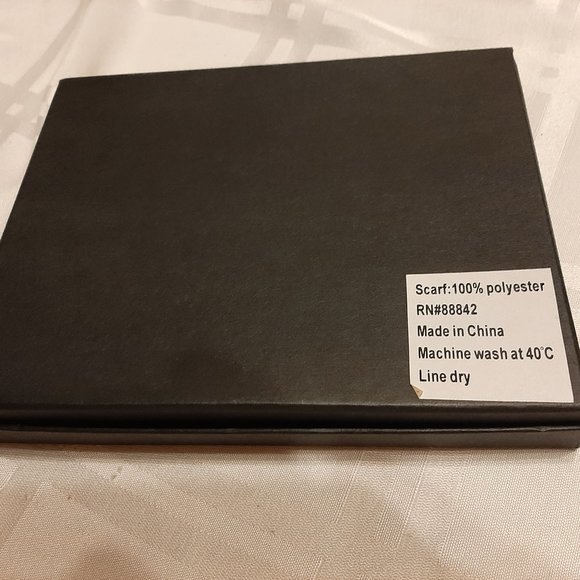 Scarf:100% polyester
RN#88842
Made in China
Machine wash at 40°C
Line dry